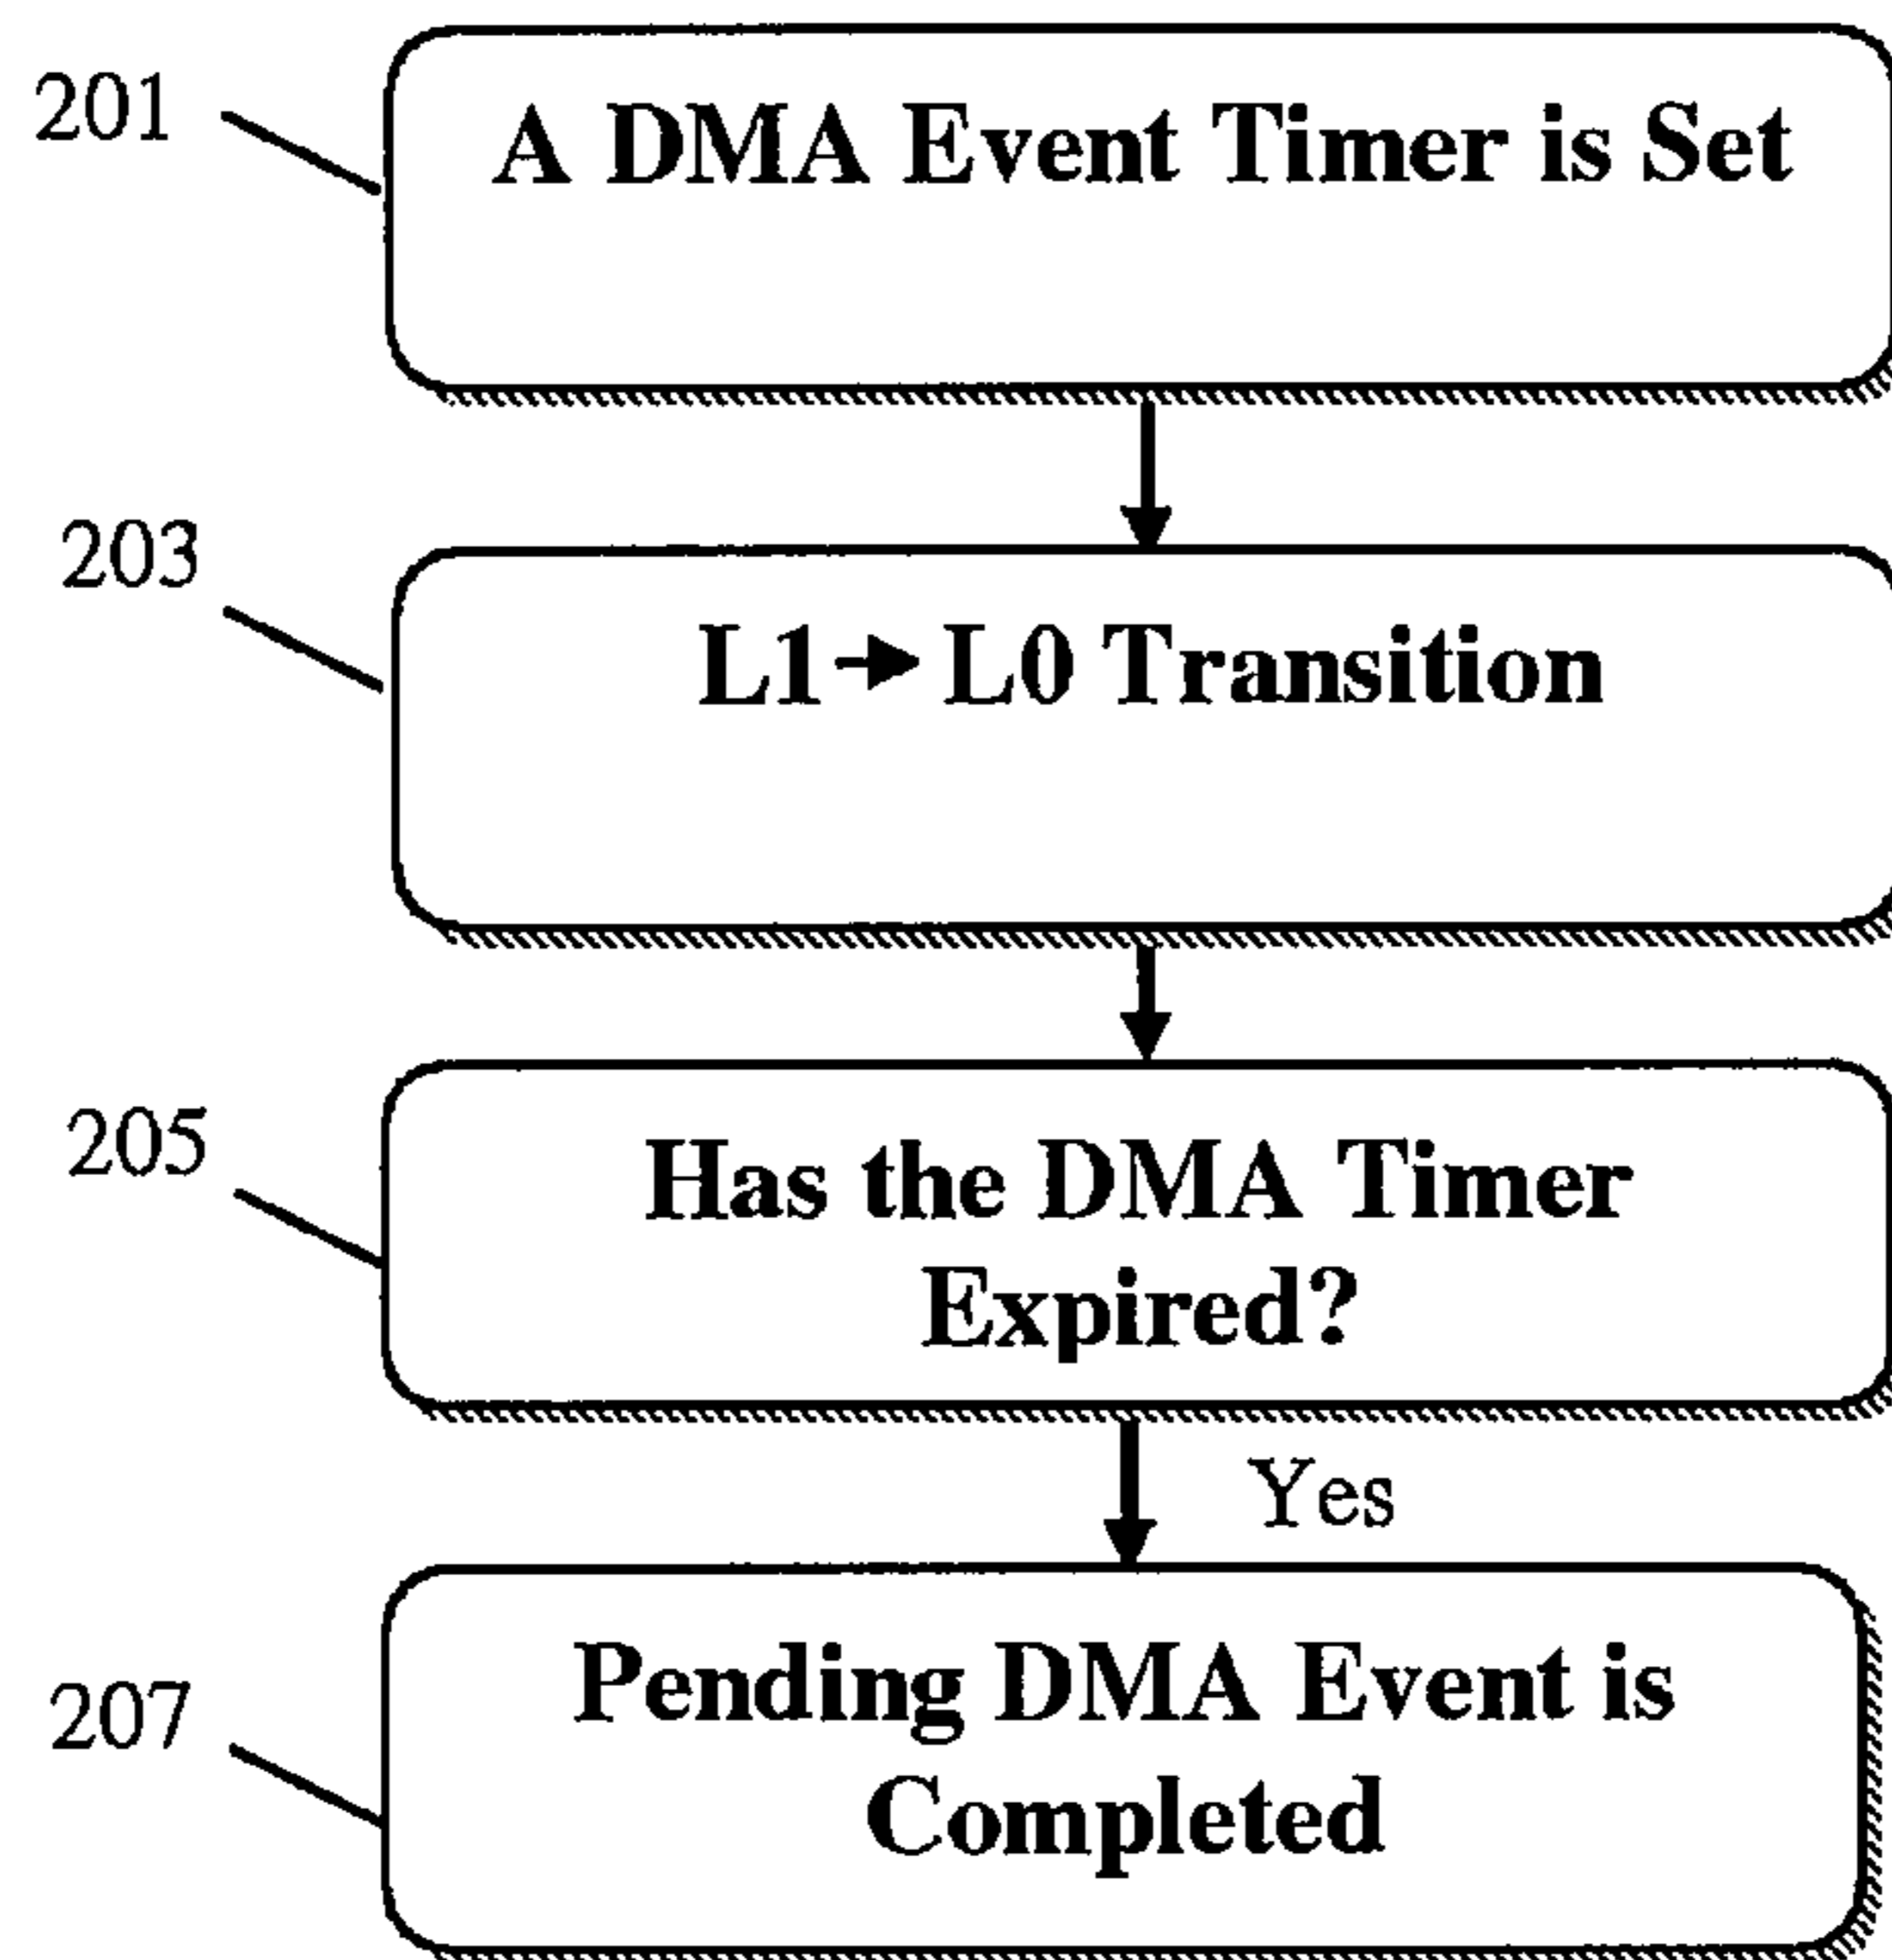 201
A DMA Event Timer is Set
203
L1→L0 Transition
205
Has the DMA Timer
Expired?
Yes
207
Pending DMA Event is
Completed